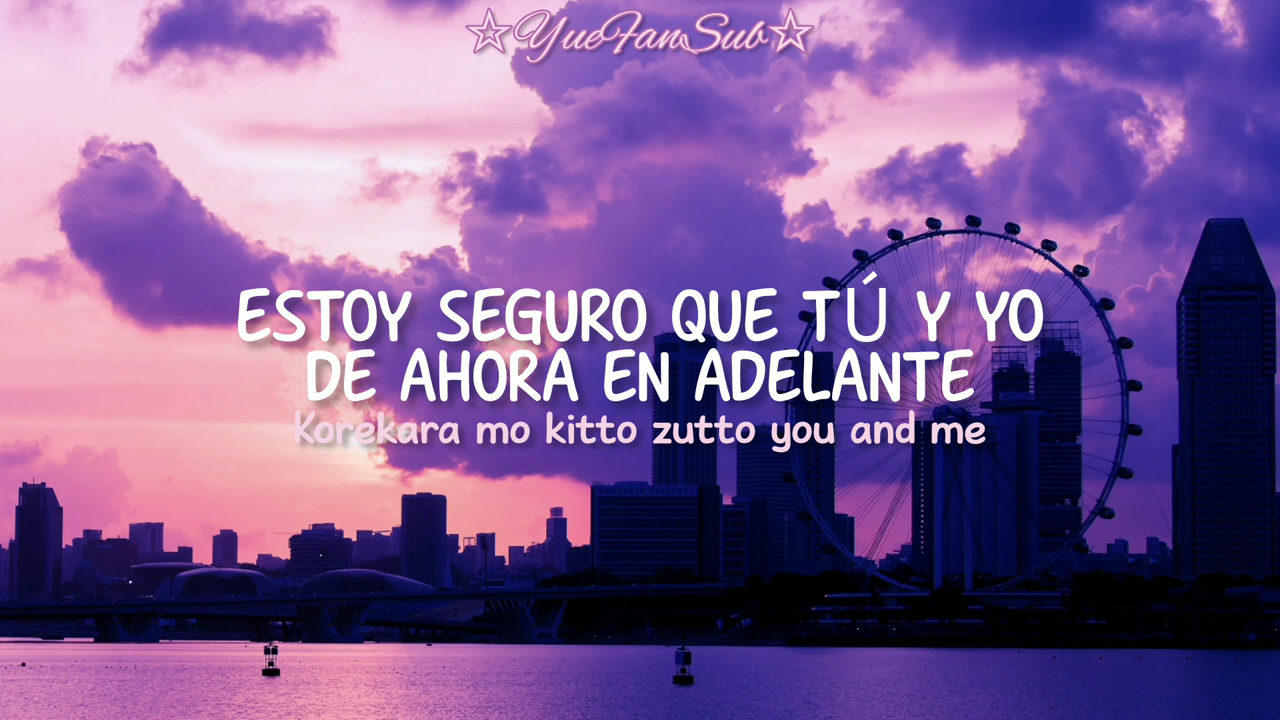 ☆YueFanSub☆
ESTOY SEGURO QUE TÚ Y YO
DE AHORA EN ADELANTE
Korekara mo kitto zutto you and me